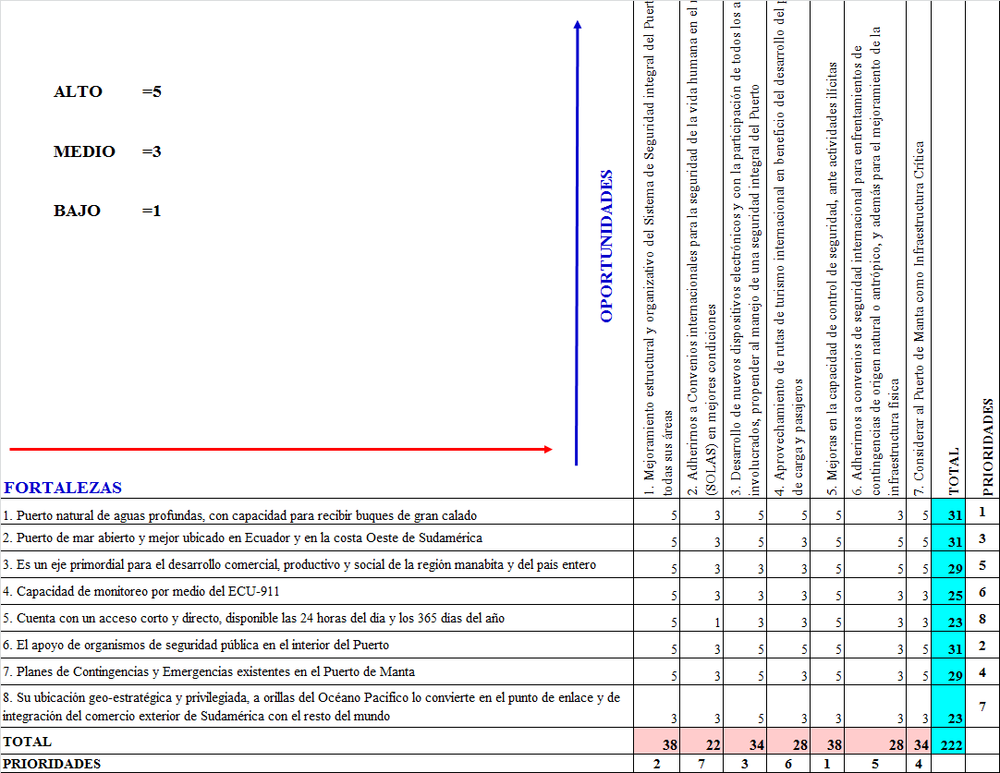 ALTO =5
MEDIO =3
BAJO =1
OPORTUNIDADES
1. Mejoramiento estructural y organizativo del Sistema de Seguridad integral del
todas sus áreas
2. Adherirnos a Convenios internacionales para la seguridad de la vida humana en el
(SOLAS) en mejores condiciones
3. Desarrollo de nuevos dispositivos electrónicos y con la participación de todos los
involucrados, propender al manejo de una seguridad integral del Puerto
4. Aprovechamiento de rutas de turismo internacional en beneficio del desarrollo del
de carga y pasajeros
5. Mejoras en la capacidad de control de seguridad, ante actividades ilícitas
6. Adherirnos a convenios de seguridad internacional para enfrentamientos de
contingencias de origen natural o antrópico, y además para el mejoramiento de la
infraestructura física
7. Considerar al Puerto de Manta como Infraestructura Crítica
TOTAL
PRIORIDADES
FORTALEZAS
1. Puerto natural de aguas profundas, con capacidad para recibir buques de gran calado 5 3 5 5 5 3 5 31 1
2. Puerto de mar abierto y mejor ubicado en Ecuador y en la costa Oeste de Sudamérica 5 3 5 3 5 5 5 31 3
3. Es un eje primordial para el desarrollo comercial, productivo y social de la región manabita y del país entero 5 3 3 3 5 5 5 29 5
4. Capacidad de monitoreo por medio del ECU-911 5 3 3 3 5 3 3 25 6
5. Cuenta con un acceso corto y directo, disponible las 24 horas del día y los 365 días del año 5 1 3 3 5 3 3 23 8
6. El apoyo de organismos de seguridad pública en el interior del Puerto 5 3 5 5 5 3 5 31 2
7. Planes de Contingencias y Emergencias existentes en el Puerto de Manta 5 3 5 3 5 3 5 29 4
8. Su ubicación geo-estratégica y privilegiada, a orillas del Océano Pacífico lo convierte en el punto de enlace y de
integración del comercio exterior de Sudamérica con el resto del mundo 3 3 5 3 3 3 3 23 7
TOTAL 38 22 34 28 38 28 34 222
PRIORIDADES 2 7 3 6 1 5 4